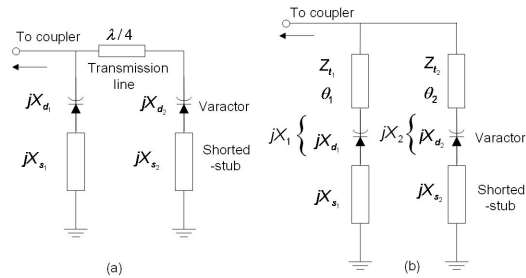 To coupler
λ/4
Transmission
line
jX_d1
jX_d2
Varactor
jX_s1
jX_s2
Shorted
-stub
(a)
To coupler
Z_t1
Z_t2
θ_1
θ_2
jX_1 { jX_d1
jX_2 { jX_d2
Varactor
jX_s1
jX_s2
Shorted
-stub
(b)